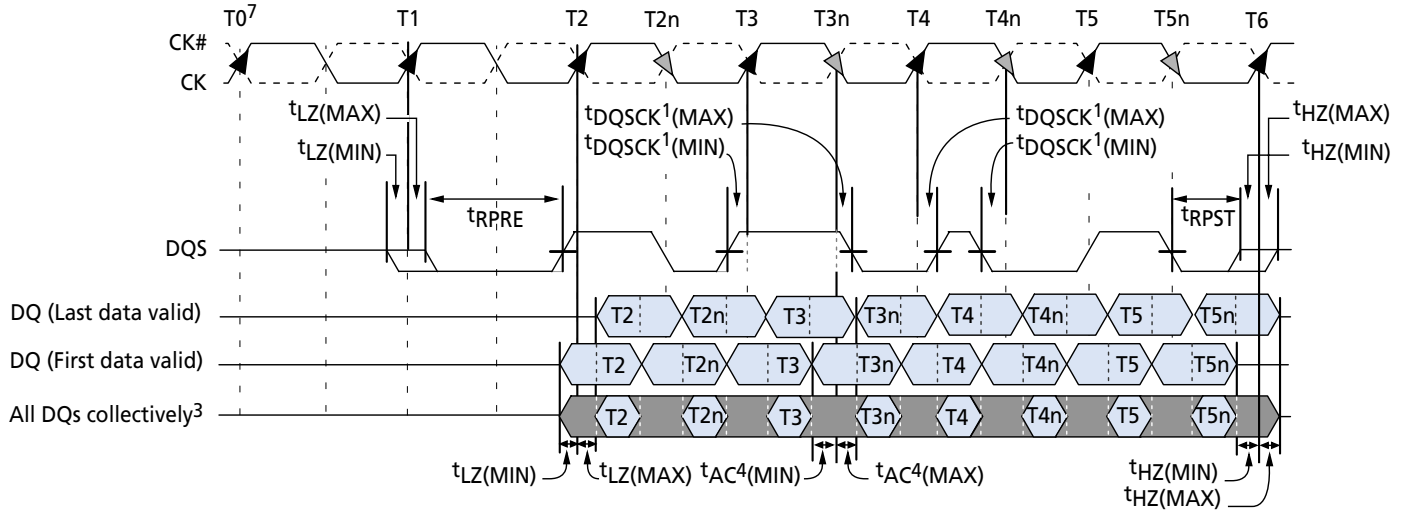 T0⁷ T1 T2 T2n T3 T3n T4 T4n T5 T5n T6
CK#
CK
tLZ(MAX) tDQSCK¹(MAX) tDQSCK¹(MAX) tHZ(MAX)
tLZ(MIN) tDQSCK¹(MIN) tDQSCK¹(MIN) tHZ(MIN)
tRPRE tRPST
DQS
DQ (Last data valid) T2 T2n T3 T3n T4 T4n T5 T5n
DQ (First data valid) T2 T2n T3 T3n T4 T4n T5 T5n
All DQs collectively³ T2 T2n T3 T3n T4 T4n T5 T5n
tLZ(MIN) tLZ(MAX) tAC⁴(MIN) tAC⁴(MAX) tHZ(MIN)
tHZ(MAX)